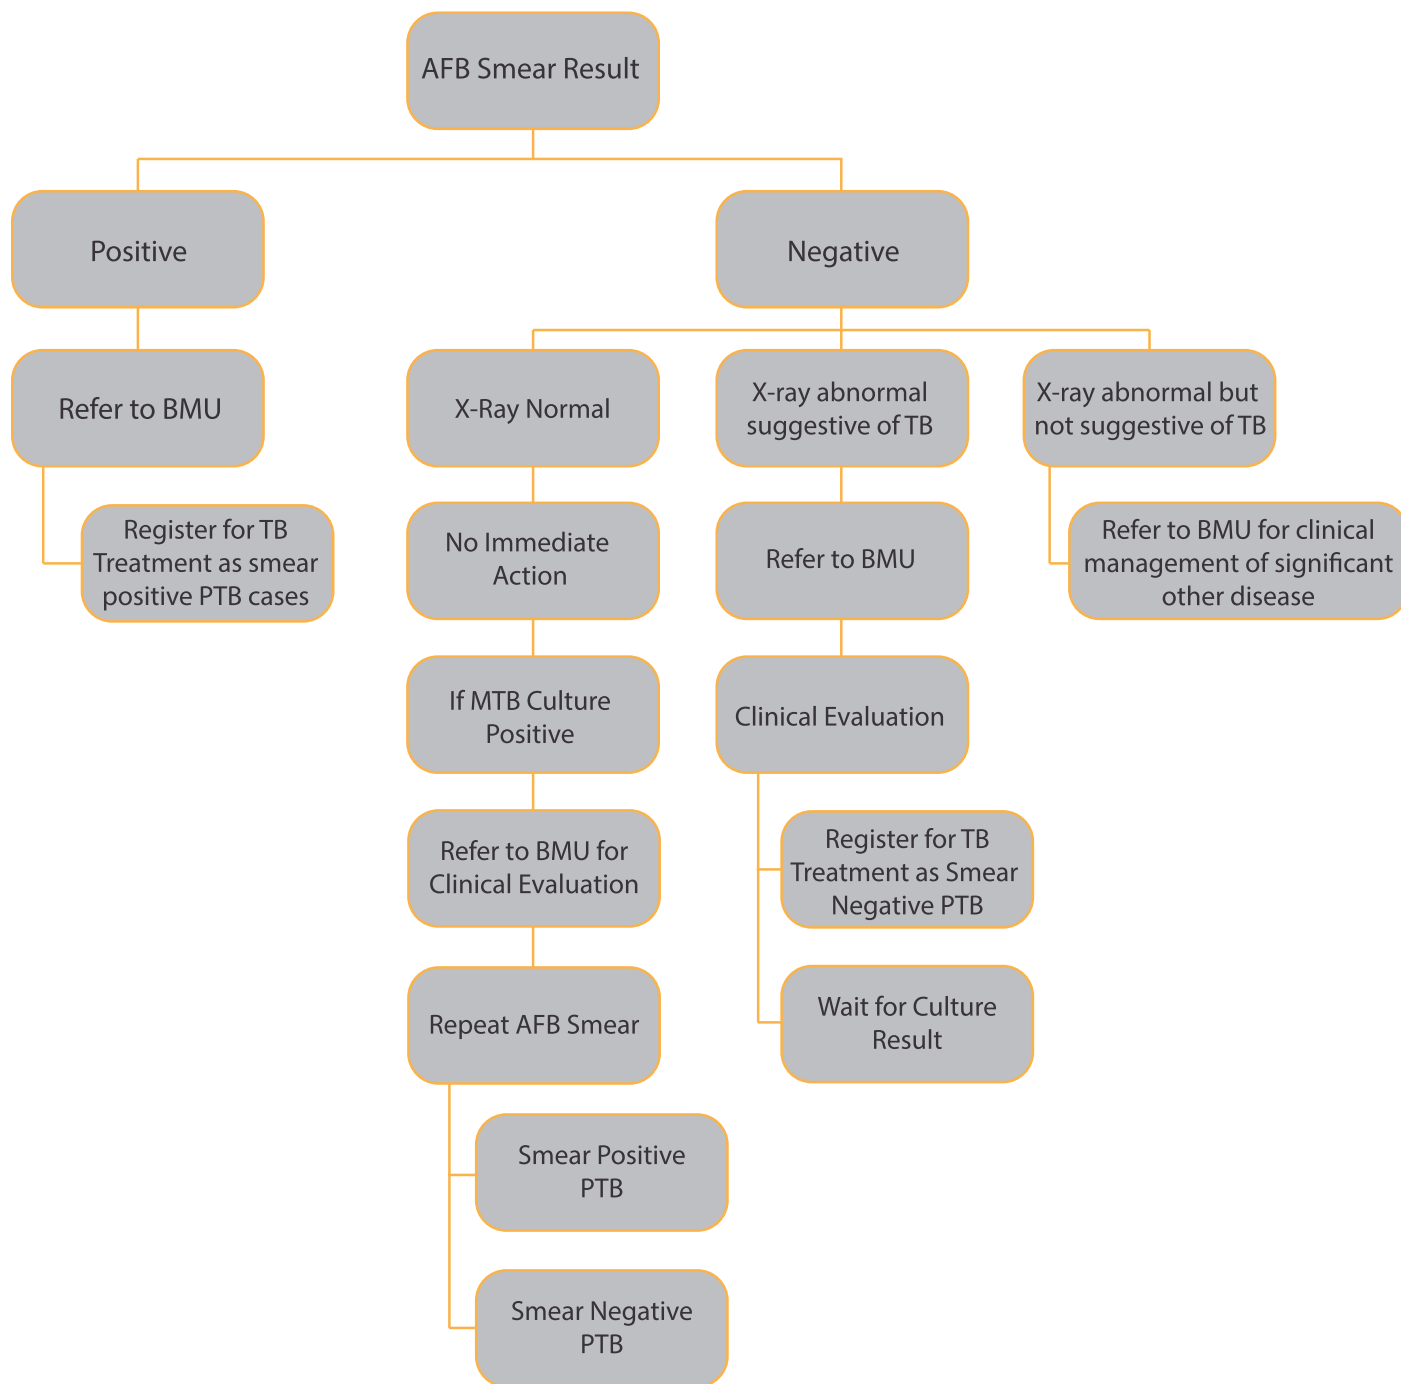 AFB Smear Result
Positive
Negative
Refer to BMU
X-Ray Normal
X-ray abnormal
suggestive of TB
X-ray abnormal but
not suggestive of TB
Register for TB
Treatment as smear
positive PTB cases
No Immediate
Action
Refer to BMU
Refer to BMU for clinical
management of significant
other disease
If MTB Culture
Positive
Clinical Evaluation
Refer to BMU for
Clinical Evaluation
Register for TB
Treatment as Smear
Negative PTB
Repeat AFB Smear
Wait for Culture
Result
Smear Positive
PTB
Smear Negative
PTB